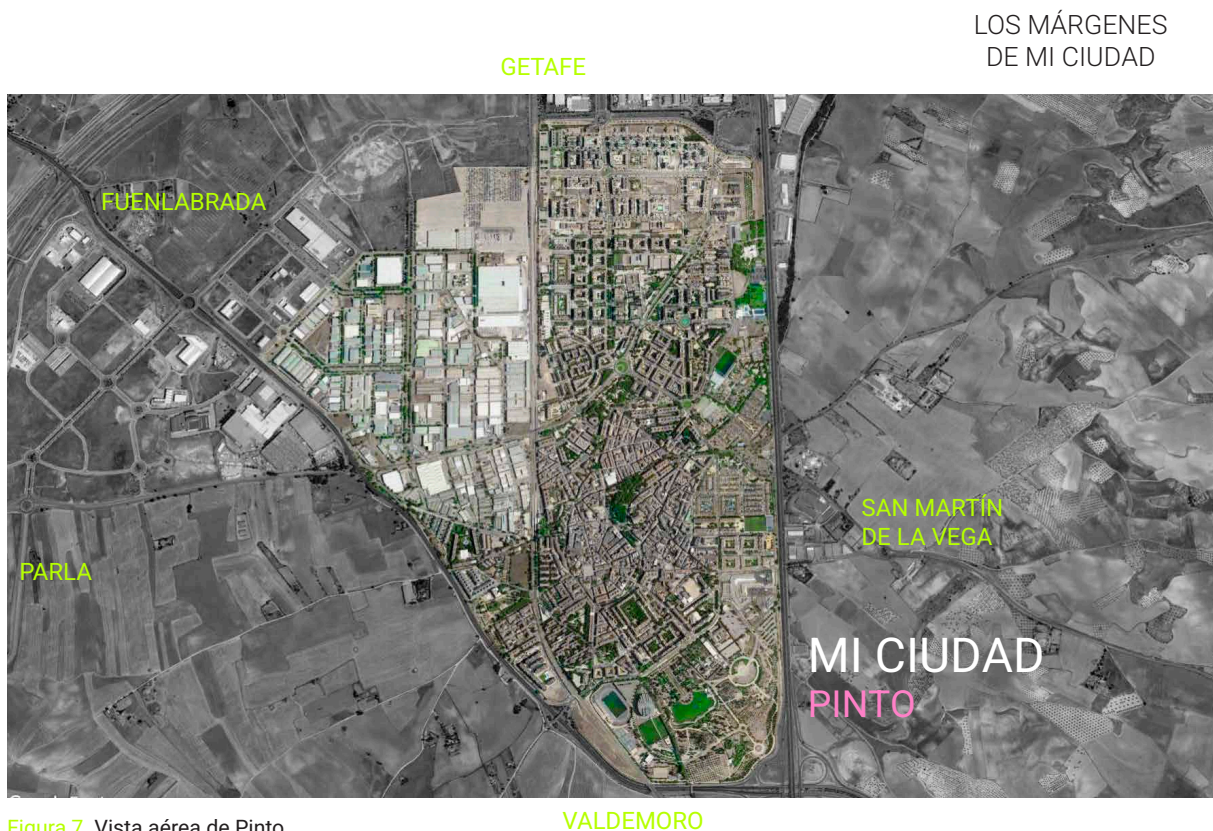 LOS MÁRGENES
DE MI CIUDAD
GETAFE
FUENLABRADA
SAN MARTÍN
DE LA VEGA
PARLA
MI CIUDAD
PINTO
VALDEMORO
Figura 7. Vista aérea de Pinto